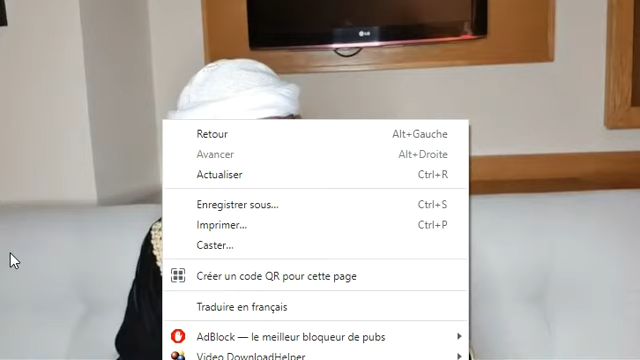 LG
Retour Alt+Gauche
Avancer Alt+Droite
Actualiser Ctrl+R
Enregistrer sous... Ctrl+S
Imprimer... Ctrl+P
Caster...
Créer un code QR pour cette page
Traduire en français
AdBlock — le meilleur bloqueur de pubs
Video DownloadHelper